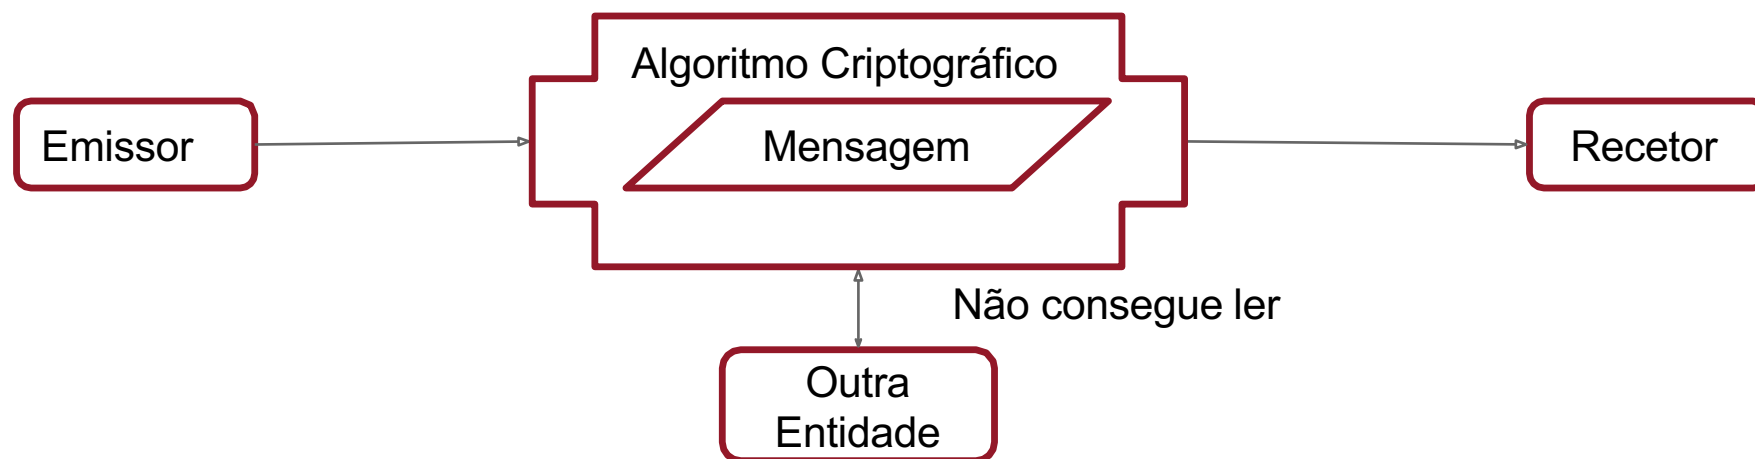 Algoritmo Criptográfico
Emissor
Mensagem
Recetor
Não consegue ler
Outra
Entidade